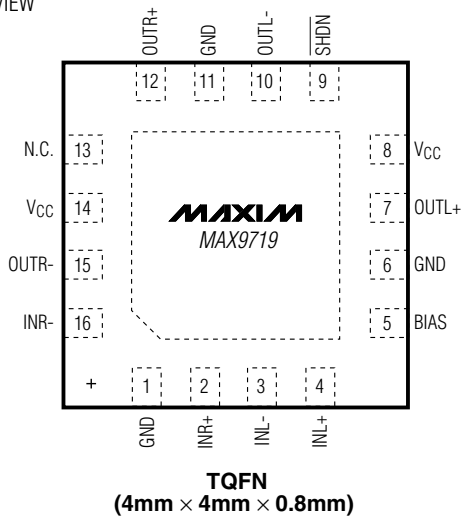 VIEW
OUTR+ GND OUTL- SHDN
12 11 10 9
N.C. 13
8 VCC
VCC 14
7 OUTL+
MAXIM
MAX9719
OUTR- 15
6 GND
INR- 16
5 BIAS
+
1 2 3 4
GND INR+ INL- INL+
TQFN
(4mm × 4mm × 0.8mm)